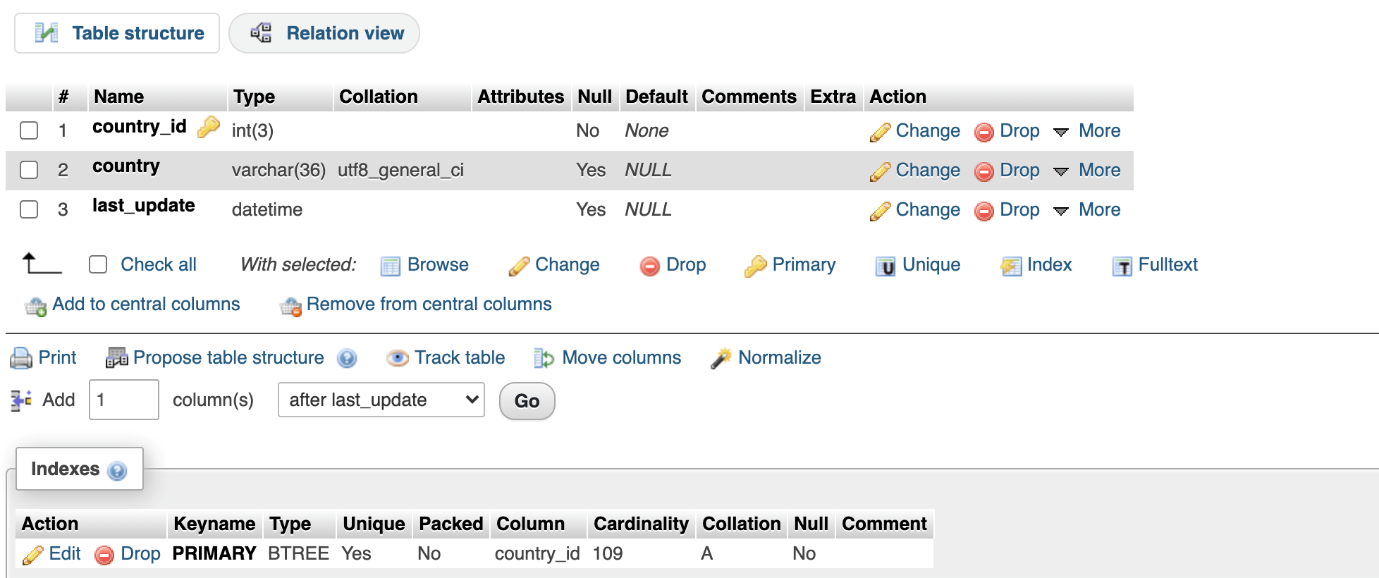 Table structure Relation view
# Name Type Collation Attributes Null Default Comments Extra Action
1 country_id int(3) No None Change Drop More
2 country varchar(36) utf8_general_ci Yes NULL Change Drop More
3 last_update datetime Yes NULL Change Drop More
Check all With selected: Browse Change Drop Primary U Unique Index T Fulltext
Add to central columns Remove from central columns
Print Propose table structure ? Track table Move columns Normalize
Add 1 column(s) after last_update Go
Indexes ?
Action Keyname Type Unique Packed Column Cardinality Collation Null Comment
Edit Drop PRIMARY BTREE Yes No country_id 109 A No